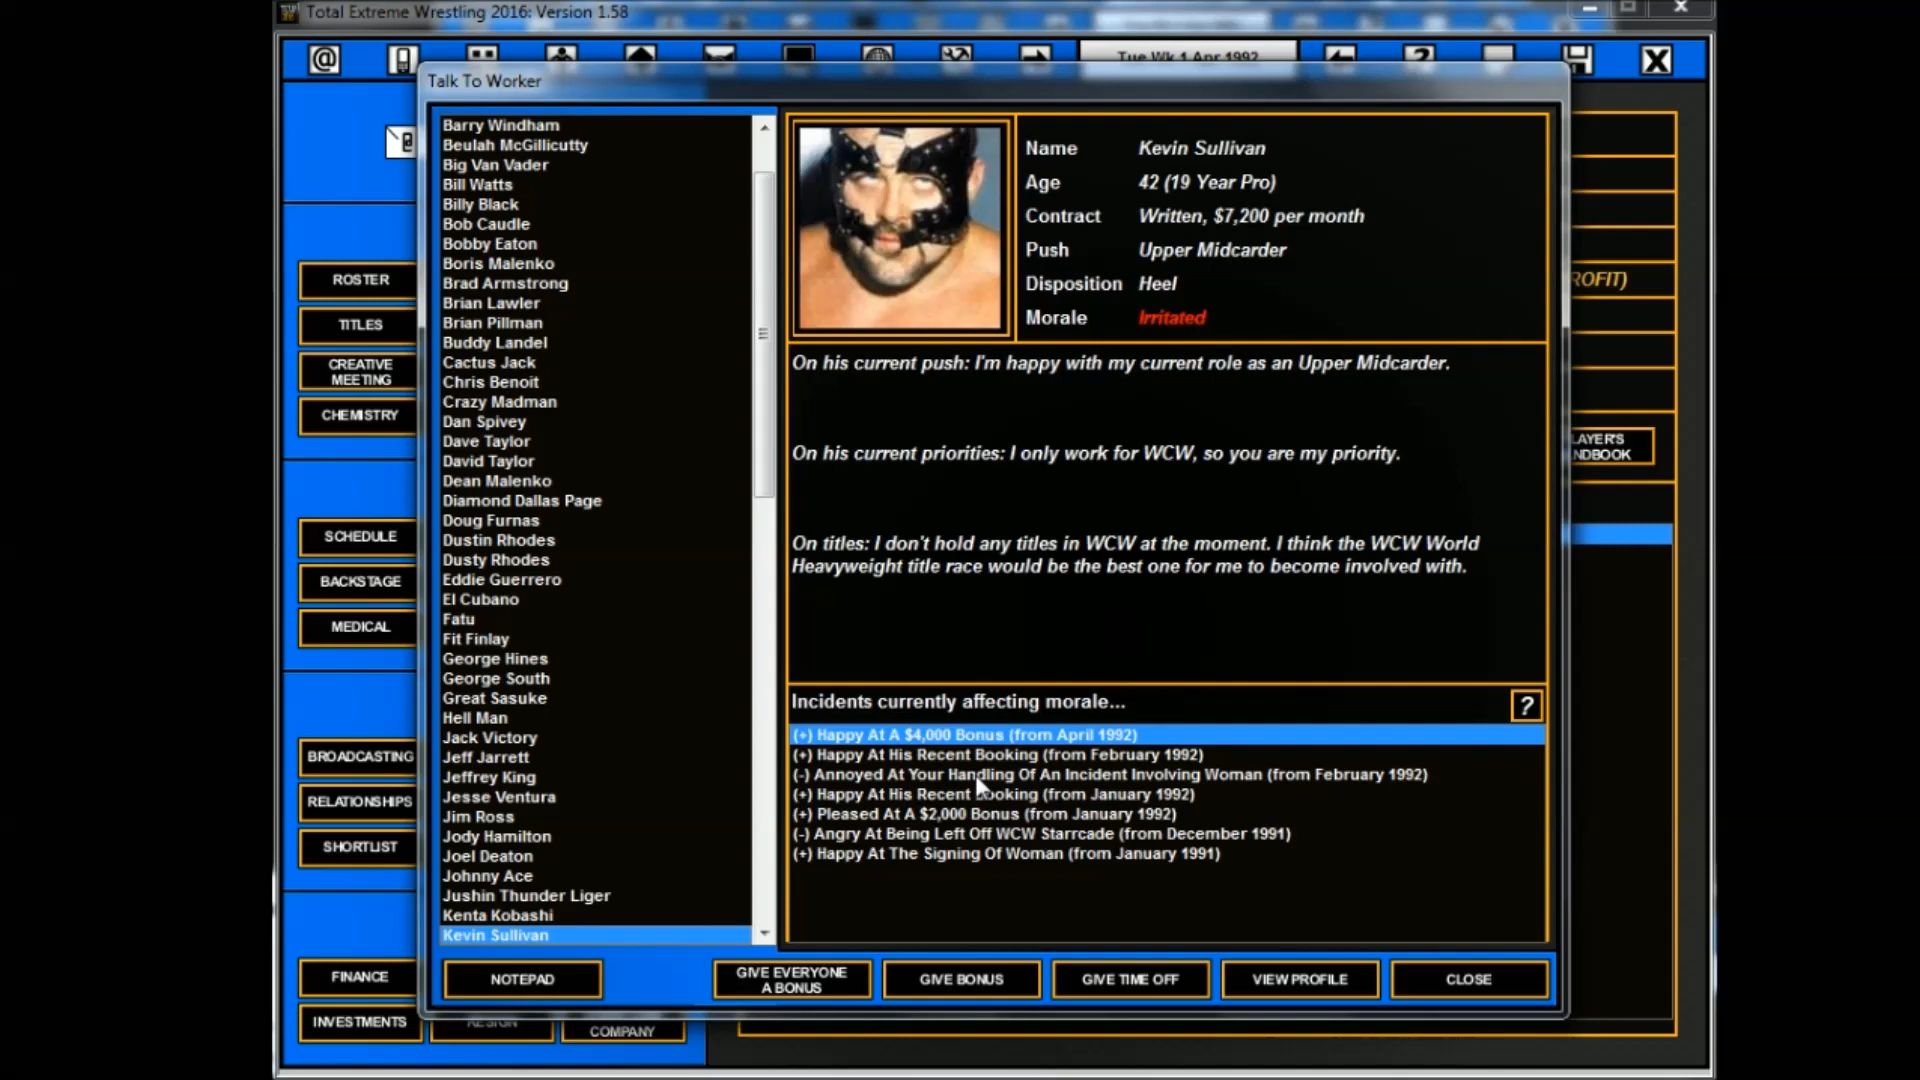 Total Extreme Wrestling 2016: Version 1.58
Tue Wk 1 Apr 1992
Talk To Worker
ROSTER
TITLES
CREATIVE
MEETING
CHEMISTRY
SCHEDULE
BACKSTAGE
MEDICAL
BROADCASTING
RELATIONSHIPS
SHORTLIST
FINANCE
INVESTMENTS
RESIGN
COMPANY
Barry Windham
Beulah McGillicutty
Big Van Vader
Bill Watts
Billy Black
Bob Caudle
Bobby Eaton
Boris Malenko
Brad Armstrong
Brian Lawler
Brian Pillman
Buddy Landel
Cactus Jack
Chris Benoit
Crazy Madman
Dan Spivey
Dave Taylor
David Taylor
Dean Malenko
Diamond Dallas Page
Doug Furnas
Dustin Rhodes
Dusty Rhodes
Eddie Guerrero
El Cubano
Fatu
Fit Finlay
George Hines
George South
Great Sasuke
Hell Man
Jack Victory
Jeff Jarrett
Jeffrey King
Jesse Ventura
Jim Ross
Jody Hamilton
Joel Deaton
Johnny Ace
Jushin Thunder Liger
Kenta Kobashi
Kevin Sullivan
Name Kevin Sullivan
Age 42 (19 Year Pro)
Contract Written, $7,200 per month
Push Upper Midcarder
Disposition Heel
Morale Irritated
On his current push: I'm happy with my current role as an Upper Midcarder.
On his current priorities: I only work for WCW, so you are my priority.
On titles: I don't hold any titles in WCW at the moment. I think the WCW World
Heavyweight title race would be the best one for me to become involved with.
Incidents currently affecting morale...
?
(+) Happy At A $4,000 Bonus (from April 1992)
(+) Happy At His Recent Booking (from February 1992)
(-) Annoyed At Your Handling Of An Incident Involving Woman (from February 1992)
(+) Happy At His Recent Booking (from January 1992)
(+) Pleased At A $2,000 Bonus (from January 1992)
(-) Angry At Being Left Off WCW Starrcade (from December 1991)
(+) Happy At The Signing Of Woman (from January 1991)
NOTEPAD
GIVE EVERYONE
A BONUS
GIVE BONUS
GIVE TIME OFF
VIEW PROFILE
CLOSE
ROFIT)
LAYER'S
NDBOOK